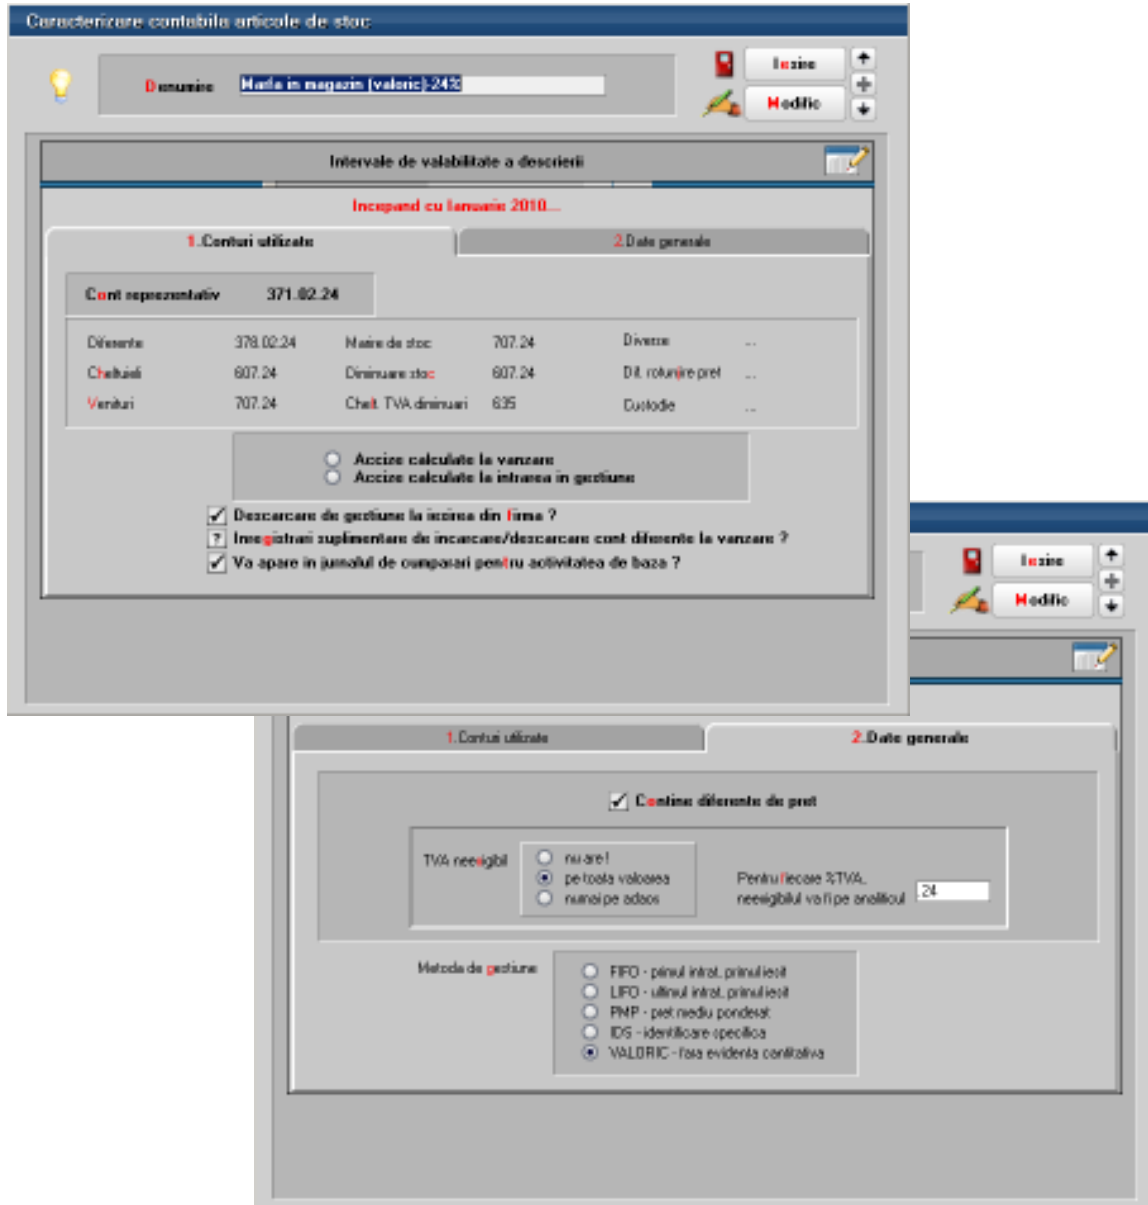 Caracterizare contabila articole de stoc
Denumire Marfa in magazin (valoric)-24%
Iesire
Modific
Intervale de valabilitate a descrierii
Incepand cu Ianuarie 2010...
1.Conturi utilizate 2.Date generale
Cont reprezentativ 371.02.24
Diferente 378.02.24 Marire de stoc 707.24 Diverse ...
Cheltuieli 607.24 Diminuare stoc 607.24 Dif. rotunjire pret ...
Venituri 707.24 Chelt. TVA diminuari 635 Custodie ...
Accize calculate la vanzare
Accize calculate la intrarea in gestiune
Descarcare de gestiune la iesirea din firma ?
? Inregistrari suplimentare de incarcare/descarcare cont diferente la vanzare ?
Va apare in jurnalul de cumparari pentru activitatea de baza ?
Iesire
Modific
1.Conturi utilizate 2.Date generale
Contine diferente de pret
TVA neexigibil
nu are !
pe toata valoarea
numai pe adaos
Pentru fiecare %TVA,
neexigibilul va fi pe analiticul .24
Metoda de gestiune
FIFO - primul intrat, primul iesit
LIFO - ultimul intrat, primul iesit
PMP - pret mediu ponderat
IDS - identificare specifica
VALORIC - fara evidenta cantitativa